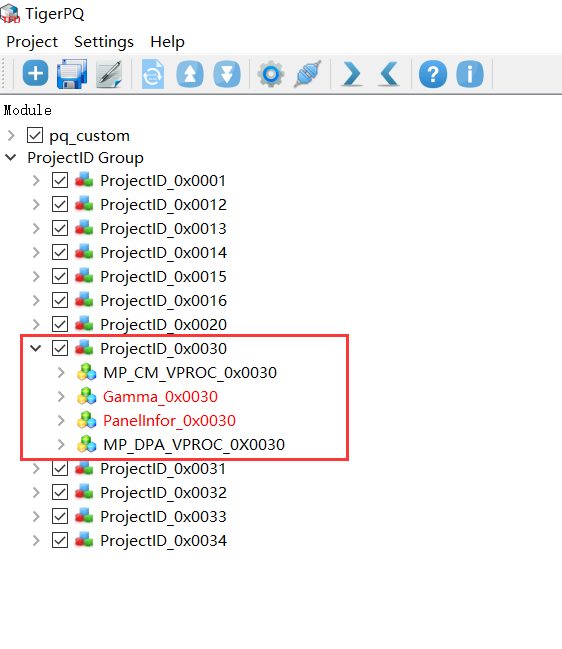 TigerPQ
Project Settings Help
Module
pq_custom
ProjectID Group
ProjectID_0x0001
ProjectID_0x0012
ProjectID_0x0013
ProjectID_0x0014
ProjectID_0x0015
ProjectID_0x0016
ProjectID_0x0020
ProjectID_0x0030
MP_CM_VPROC_0x0030
Gamma_0x0030
PanelInfor_0x0030
MP_DPA_VPROC_0X0030
ProjectID_0x0031
ProjectID_0x0032
ProjectID_0x0033
ProjectID_0x0034